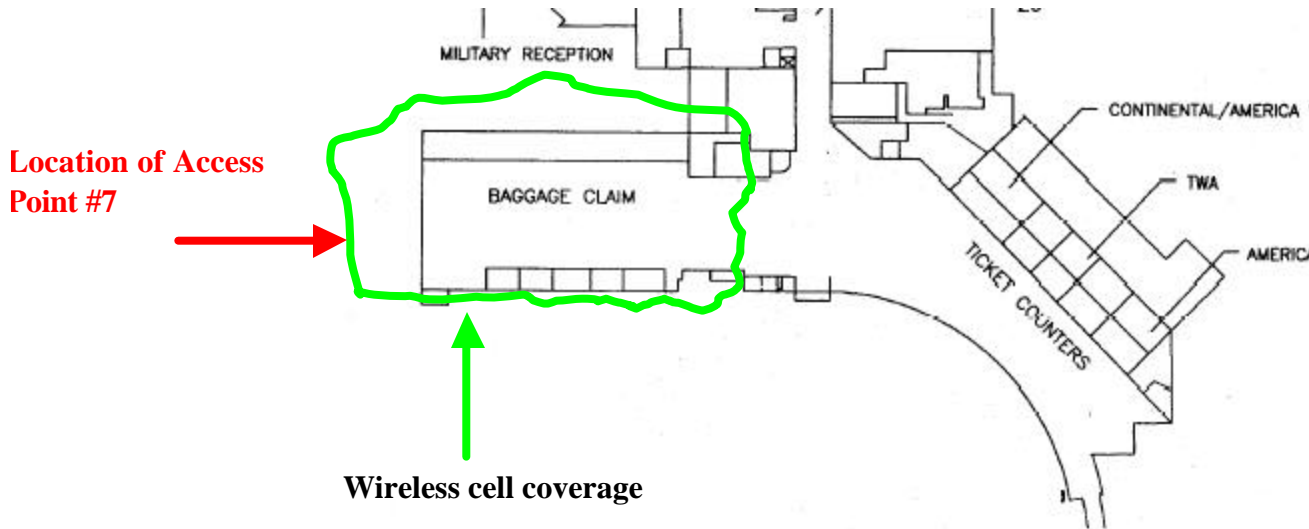 MILITARY RECEPTION
CONTINENTAL/AMERICA
Location of Access
Point #7
BAGGAGE CLAIM
TWA
AMERICA
TICKET COUNTERS
Wireless cell coverage